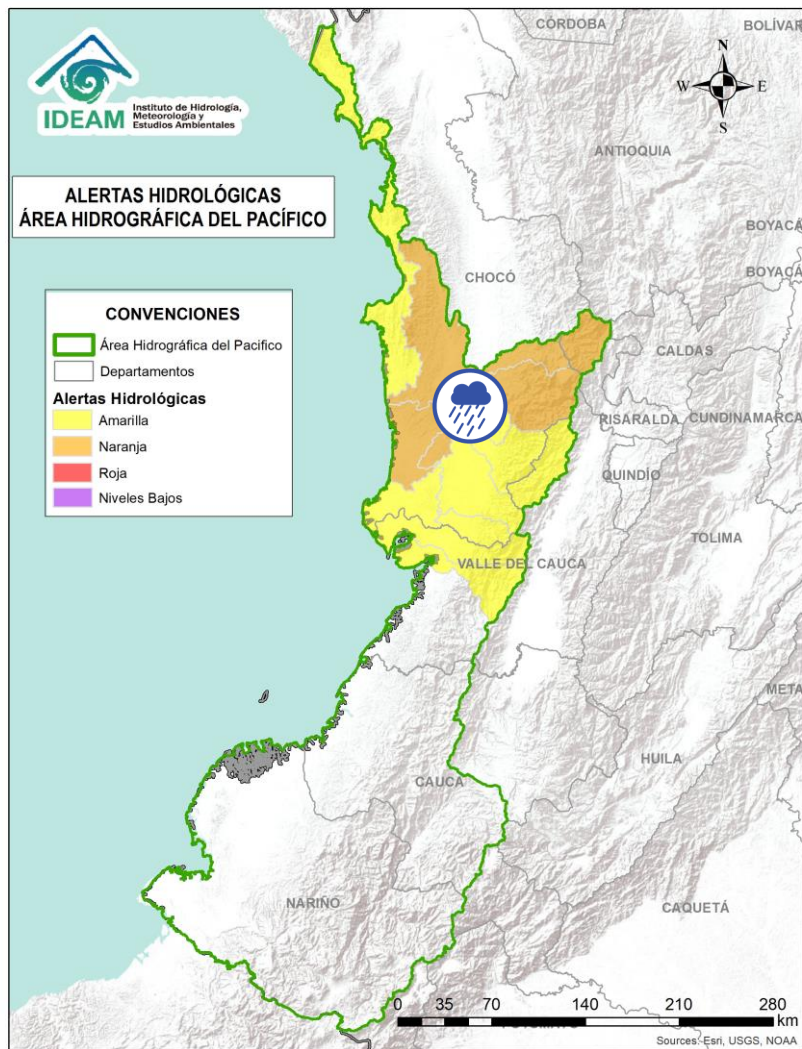 IDEAM
Instituto de Hidrología,
Meteorología y
Estudios Ambientales
ALERTAS HIDROLÓGICAS
ÁREA HIDROGRÁFICA DEL PACÍFICO
CONVENCIONES
Área Hidrográfica del Pacifico
Departamentos
Alertas Hidrológicas
Amarilla
Naranja
Roja
Niveles Bajos
N
W E
S
CÓRDOBA
BOLÍVAR
ANTIOQUIA
BOYACÁ
BOYACÁ
CHOCÓ
CALDAS
RISARALDA
CUNDINAMARCA
QUINDÍO
TOLIMA
VALLE DEL CAUCA
META
HUILA
CAUCA
NARIÑO
CAQUETÁ
0 35 70 140 210 280
km
Sources: Esri, USGS, NOAA